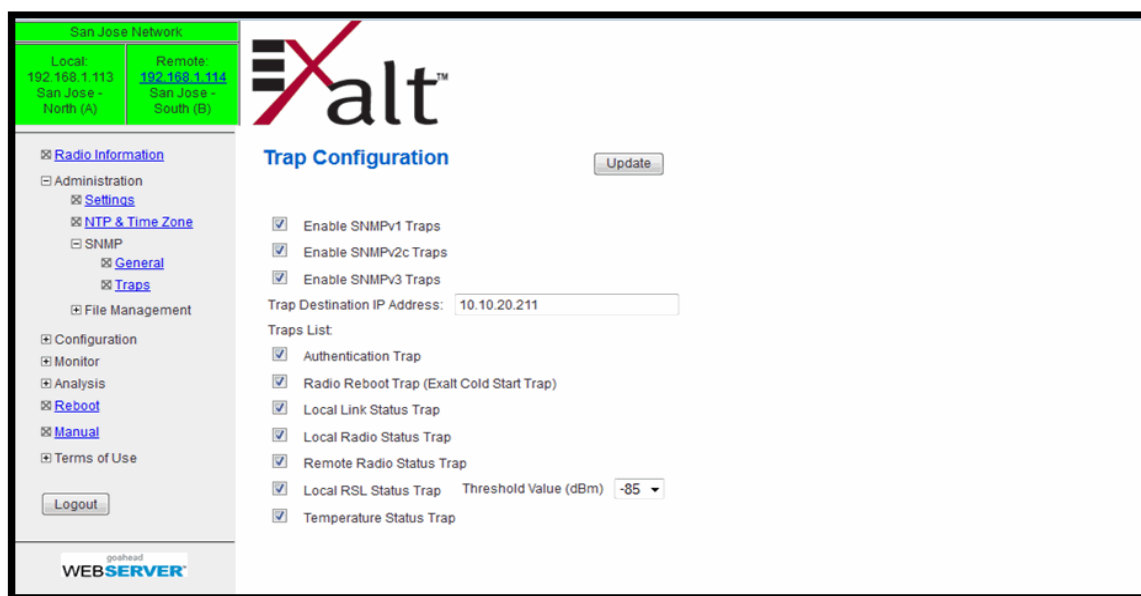 San Jose Network
Local:
192.168.1.113
San Jose -
North (A)
Remote:
192.168.1.114
San Jose -
South (B)
EXalt™
Radio Information
Administration
Settings
NTP & Time Zone
SNMP
General
Traps
File Management
Configuration
Monitor
Analysis
Reboot
Manual
Terms of Use
Logout
goahead
WEBSERVER
Trap Configuration
Update
Enable SNMPv1 Traps
Enable SNMPv2c Traps
Enable SNMPv3 Traps
Trap Destination IP Address: 10.10.20.211
Traps List:
Authentication Trap
Radio Reboot Trap (Exalt Cold Start Trap)
Local Link Status Trap
Local Radio Status Trap
Remote Radio Status Trap
Local RSL Status Trap Threshold Value (dBm) -85
Temperature Status Trap